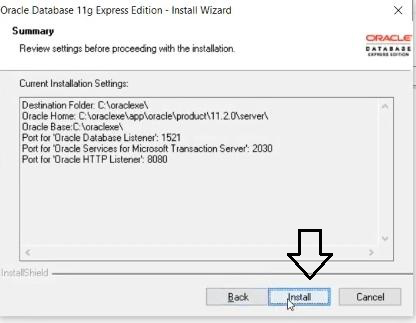 Oracle Database 11g Express Edition - Install Wizard
Summary
Review settings before proceeding with the installation.
ORACLE
DATABASE
EXPRESS EDITION
Current Installation Settings:
Destination Folder: C:\oraclexe\
Oracle Home: C:\oraclexe\app\oracle\product\11.2.0\server\
Oracle Base:C:\oraclexe\
Port for 'Oracle Database Listener': 1521
Port for 'Oracle Services for Microsoft Transaction Server': 2030
Port for 'Oracle HTTP Listener': 8080
InstallShield
Back Install Cancel